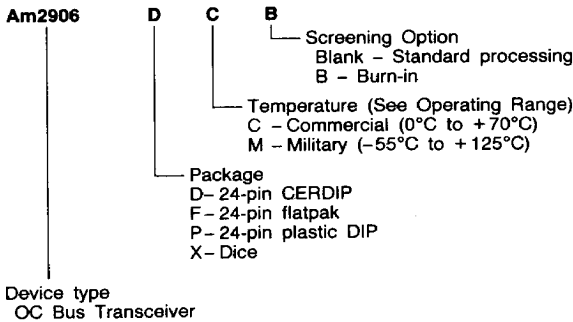 Am2906 D C B
Screening Option
Blank – Standard processing
B – Burn-in
Temperature (See Operating Range)
C – Commercial (0°C to +70°C)
M – Military (–55°C to +125°C)
Package
D– 24-pin CERDIP
F – 24-pin flatpak
P – 24-pin plastic DIP
X – Dice
Device type
OC Bus Transceiver